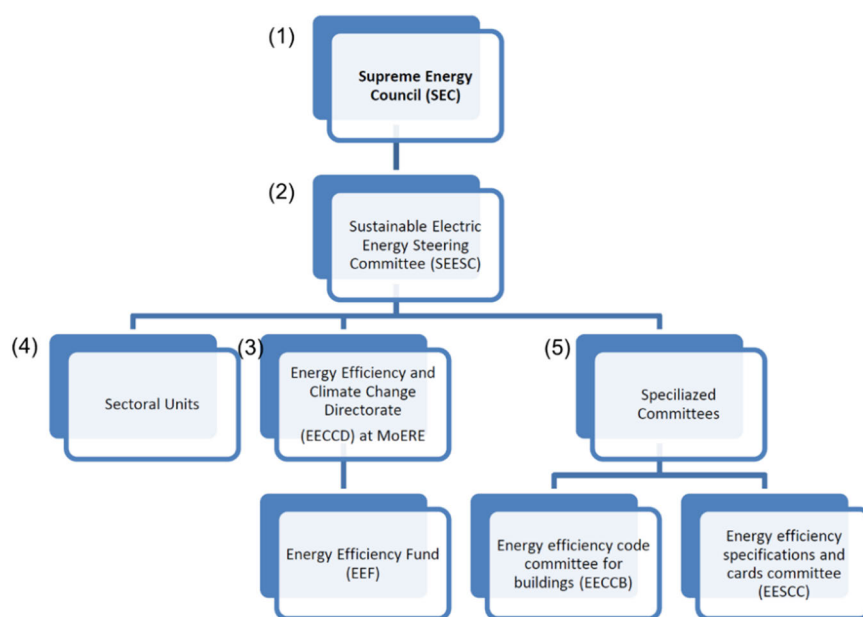 (1)
Supreme Energy
Council (SEC)
(2)
Sustainable Electric
Energy Steering
Committee (SEESC)
(4)
Sectoral Units
(3)
Energy Efficiency and
Climate Change
Directorate
(EECCD) at MoERE
(5)
Speciliazed
Committees
Energy Efficiency Fund
(EEF)
Energy efficiency code
committee for
buildings (EECCB)
Energy efficiency
specifications and
cards committee
(EESCC)